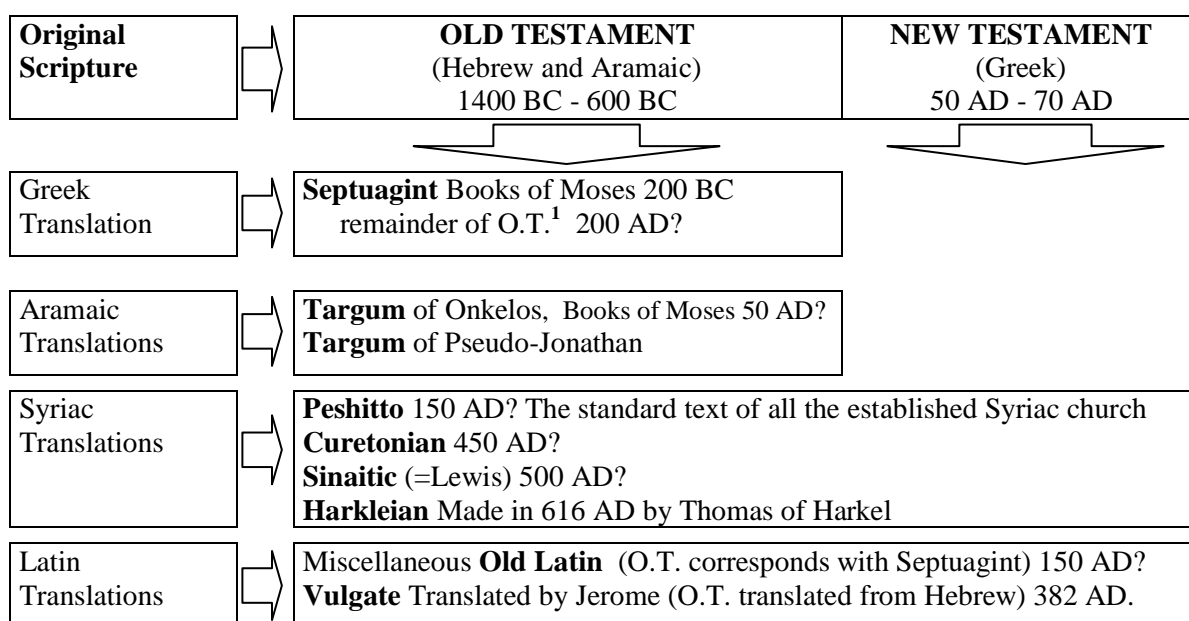 Original
Scripture
OLD TESTAMENT
(Hebrew and Aramaic)
1400 BC - 600 BC
NEW TESTAMENT
(Greek)
50 AD - 70 AD
Greek
Translation
Septuagint Books of Moses 200 BC
remainder of O.T.¹ 200 AD?
Aramaic
Translations
Targum of Onkelos, Books of Moses 50 AD?
Targum of Pseudo-Jonathan
Syriac
Translations
Peshitto 150 AD? The standard text of all the established Syriac church
Curetonian 450 AD?
Sinaitic (=Lewis) 500 AD?
Harkleian Made in 616 AD by Thomas of Harkel
Latin
Translations
Miscellaneous Old Latin (O.T. corresponds with Septuagint) 150 AD?
Vulgate Translated by Jerome (O.T. translated from Hebrew) 382 AD.